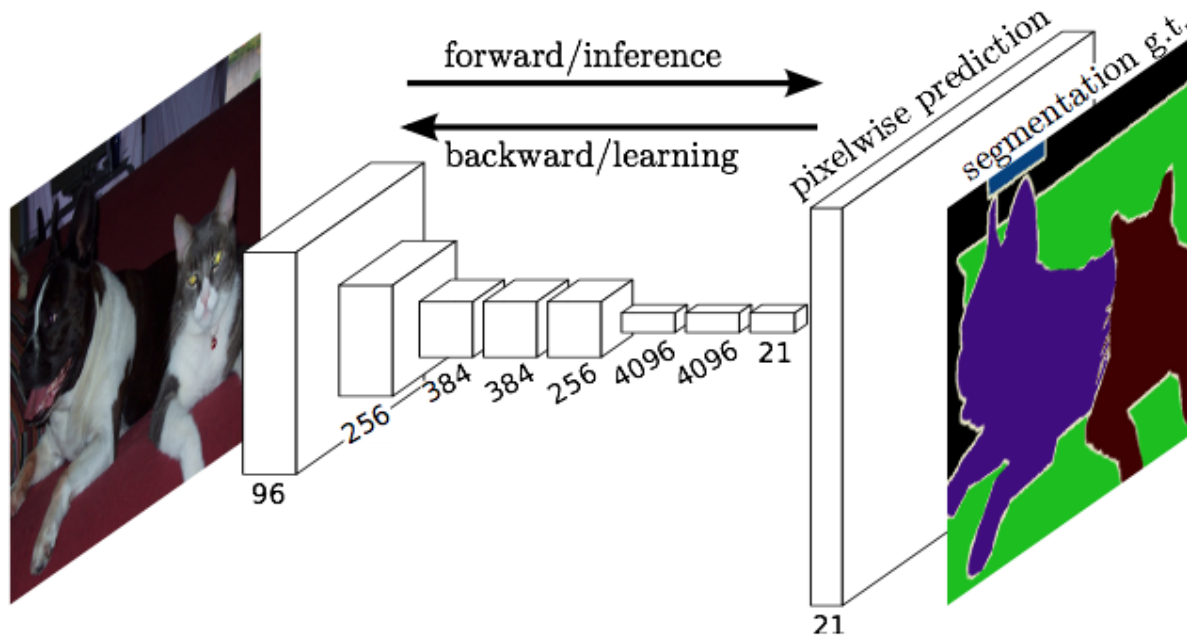 forward/inference
backward/learning
pixelwise prediction
segmentation g.t.
96
256
384
384
256
4096
4096
21
21